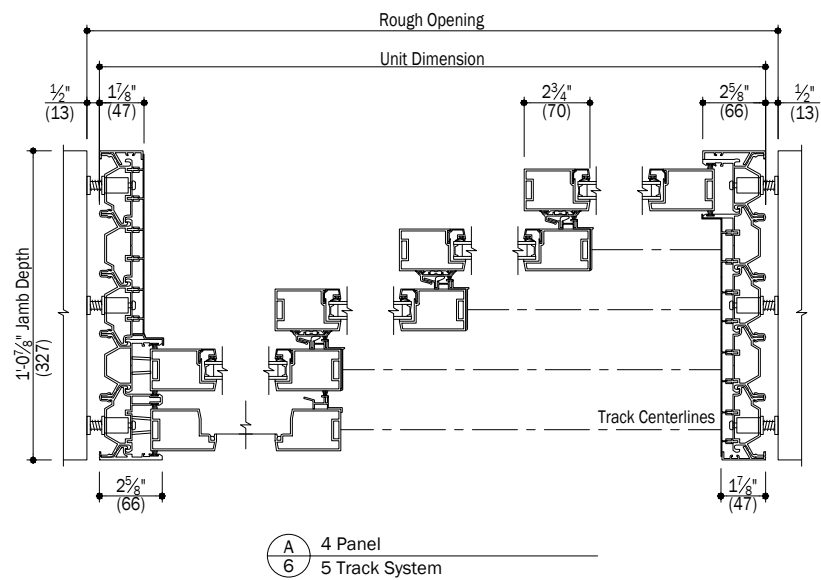 Rough Opening
Unit Dimension
½"
(13)
1⅞"
(47)
2¾"
(70)
2⅝"
(66)
½"
(13)
1'-0⅞" Jamb Depth
(327)
Track Centerlines
2⅝"
(66)
1⅞"
(47)
A
6
4 Panel
5 Track System